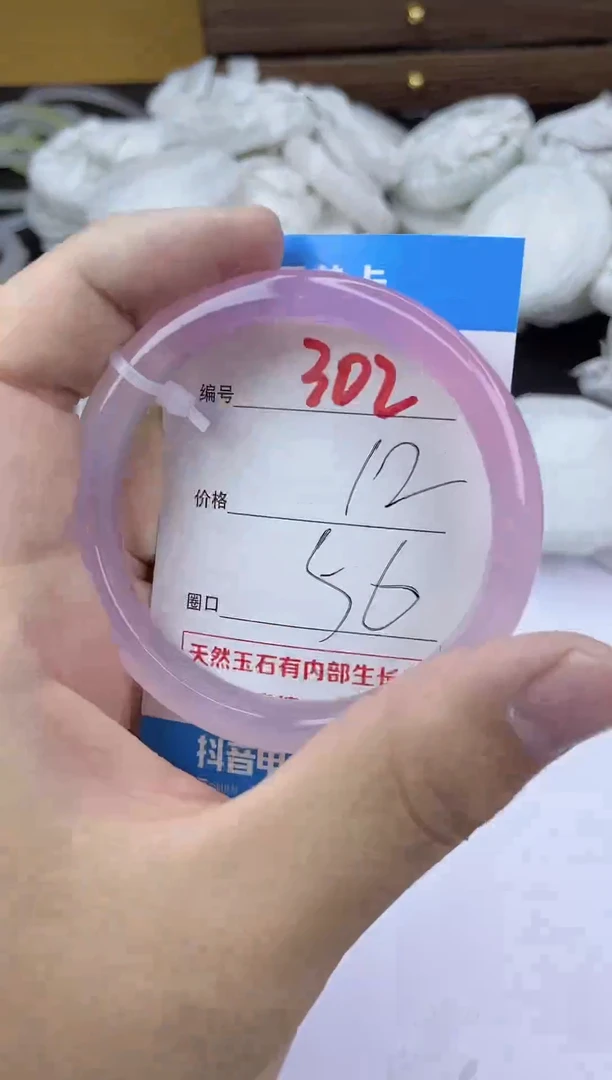 编号 302
价格 12
圈口 56
天然玉石有内部生长
抖音电